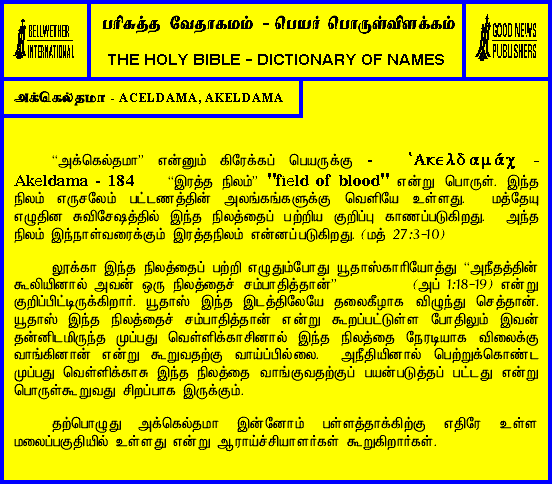 BELLWETHER
INTERNATIONAL
பரிசுத்த வேதாகமம் - பெயர் பொருள்விளக்கம்
THE HOLY BIBLE - DICTIONARY OF NAMES
GOOD NEWS
PUBLISHERS
அக்கெல்தமா - ACELDAMA, AKELDAMA
“அக்கெல்தமா” என்னும் கிரேக்கப் பெயருக்கு - Ἁκελδαμάχ -
Akeldama - 184 “இரத்த நிலம்” "field of blood" என்று பொருள். இந்த
நிலம் எருசலேம் பட்டணத்தின் அலங்கங்களுக்கு வெளியே உள்ளது. மத்தேயு
எழுதின சுவிசேஷத்தில் இந்த நிலத்தைப் பற்றிய குறிப்பு காணப்படுகிறது. அந்த
நிலம் இந்நாள்வரைக்கும் இரத்தநிலம் என்னப்படுகிறது. (மத் 27:3-10)
லூக்கா இந்த நிலத்தைப் பற்றி எழுதும்போது யூதாஸ்காரியோத்து “அநீதத்தின்
கூலியினால் அவன் ஒரு நிலத்தைச் சம்பாதித்தான்” (அப் 1:18-19) என்று
குறிப்பிட்டிருக்கிறார். யூதாஸ் இந்த இடத்திலேயே தலைகீழாக விழுந்து செத்தான்.
யூதாஸ் இந்த நிலத்தைச் சம்பாதித்தான் என்று கூறப்பட்டுள்ள போதிலும் இவன்
தன்னிடமிருந்த முப்பது வெள்ளிக்காசினால் இந்த நிலத்தை நேரடியாக விலைக்கு
வாங்கினான் என்று கூறுவதற்கு வாய்ப்பில்லை. அநீதியினால் பெற்றுக்கொண்ட
முப்பது வெள்ளிக்காசு இந்த நிலத்தை வாங்குவதற்குப் பயன்படுத்தப் பட்டது என்று
பொருள்கூறுவது சிறப்பாக இருக்கும்.
தற்பொழுது அக்கெல்தமா இன்னோம் பள்ளத்தாக்கிற்கு எதிரே உள்ள
மலைப்பகுதியில் உள்ளது என்று ஆராய்ச்சியாளர்கள் கூறுகிறார்கள்.